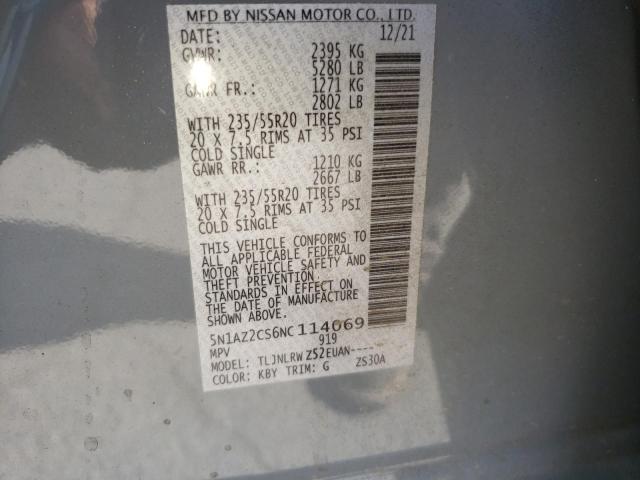 MFD BY NISSAN MOTOR CO., LTD.
DATE: 12/21
GVWR: 2395 KG
5280 LB
GAWR FR.: 1271 KG
2802 LB
WITH 235/55R20 TIRES
20 X 7.5 RIMS AT 35 PSI
COLD SINGLE
GAWR RR.: 1210 KG
2667 LB
WITH 235/55R20 TIRES
20 X 7.5 RIMS AT 35 PSI
COLD SINGLE
THIS VEHICLE CONFORMS TO
ALL APPLICABLE FEDERAL
MOTOR VEHICLE SAFETY AND
THEFT PREVENTION
STANDARDS IN EFFECT ON
THE DATE OF MANUFACTURE
SHOWN ABOVE.
5N1AZ2CS6NC114069
MPV 919
MODEL: TLJNLRWZ52EUAN----
COLOR: KBY TRIM: G ZS30A